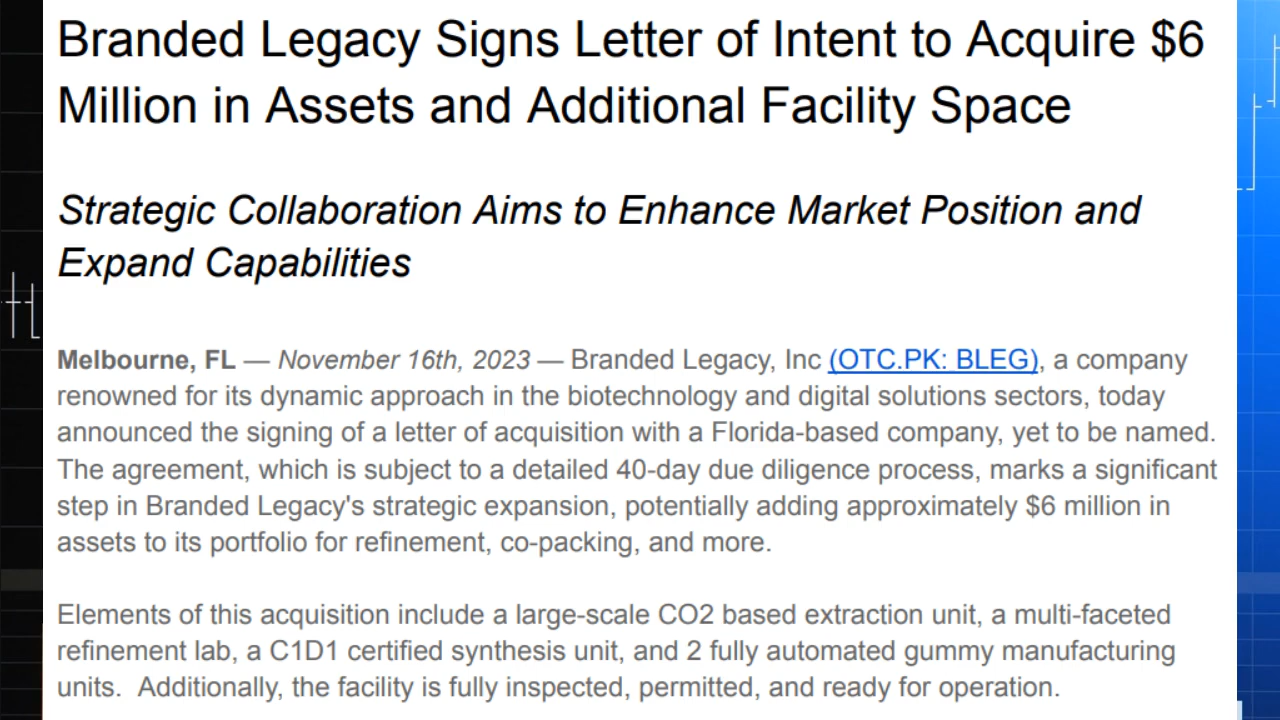 Branded Legacy Signs Letter of Intent to Acquire $6
Million in Assets and Additional Facility Space
Strategic Collaboration Aims to Enhance Market Position and
Expand Capabilities
Melbourne, FL — November 16th, 2023 — Branded Legacy, Inc (OTC.PK: BLEG), a company
renowned for its dynamic approach in the biotechnology and digital solutions sectors, today
announced the signing of a letter of acquisition with a Florida-based company, yet to be named.
The agreement, which is subject to a detailed 40-day due diligence process, marks a significant
step in Branded Legacy's strategic expansion, potentially adding approximately $6 million in
assets to its portfolio for refinement, co-packing, and more.
Elements of this acquisition include a large-scale CO2 based extraction unit, a multi-faceted
refinement lab, a C1D1 certified synthesis unit, and 2 fully automated gummy manufacturing
units.  Additionally, the facility is fully inspected, permitted, and ready for operation.